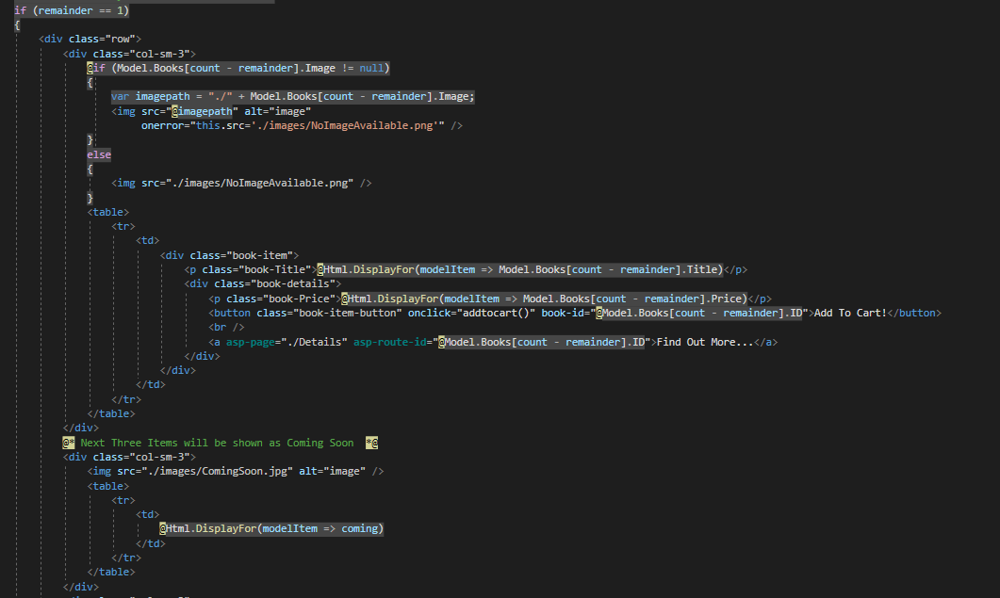 if (remainder == 1)
{
<div class="row">
<div class="col-sm-3">
@if (Model.Books[count - remainder].Image != null)
{
var imagepath = "./" + Model.Books[count - remainder].Image;
<img src="@imagepath" alt="image"
onerror="this.src='./images/NoImageAvailable.png'" />
}
else
{
<img src="./images/NoImageAvailable.png" />
}
<table>
<tr>
<td>
<div class="book-item">
<p class="book-Title">@Html.DisplayFor(modelItem => Model.Books[count - remainder].Title)</p>
<div class="book-details">
<p class="book-Price">@Html.DisplayFor(modelItem => Model.Books[count - remainder].Price)</p>
<button class="book-item-button" onclick="addtocart()" book-id="@Model.Books[count - remainder].ID">Add To Cart!</button>
<br />
<a asp-page="./Details" asp-route-id="@Model.Books[count - remainder].ID">Find Out More...</a>
</div>
</div>
</td>
</tr>
</table>
</div>
@* Next Three Items will be shown as Coming Soon *@
<div class="col-sm-3">
<img src="./images/ComingSoon.jpg" alt="image" />
<table>
<tr>
<td>
@Html.DisplayFor(modelItem => coming)
</td>
</tr>
</table>
</div>